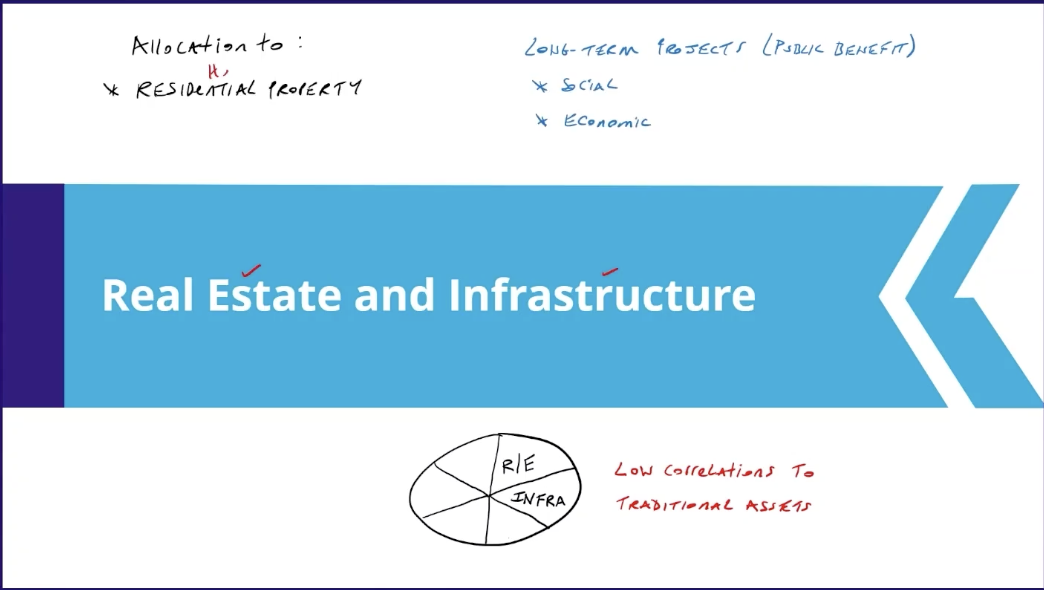 Allocation to :
H,
* RESIDENTIAL PROPERTY
LONG-TERM PROJECTS (PUBLIC BENEFIT)
* SOCIAL
* ECONOMIC
Real Estate and Infrastructure
R/E
INFRA
LOW CORRELATIONS TO
TRADITIONAL ASSETS